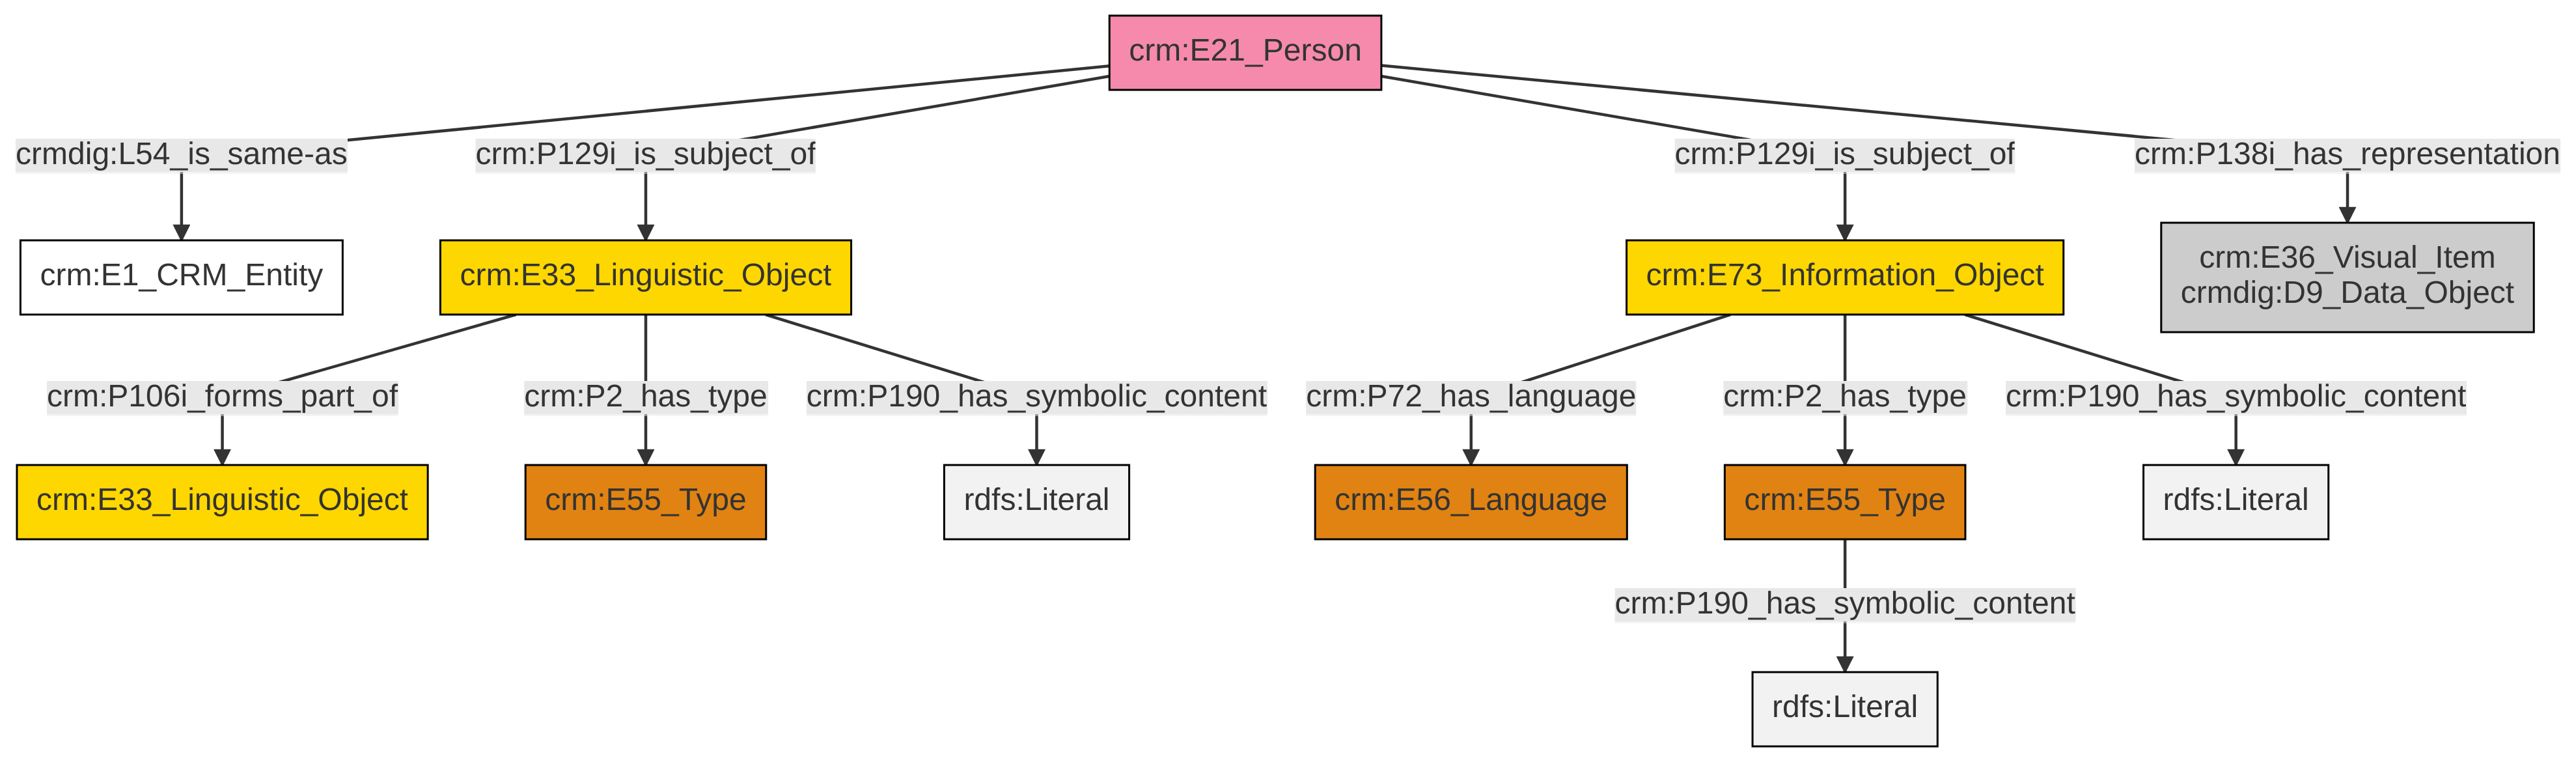 crm:E21_Person
crmdig:L54_is_same-as
crm:P129i_is_subject_of
crm:P129i_is_subject_of
crm:P138i_has_representation
crm:E1_CRM_Entity
crm:E33_Linguistic_Object
crm:E73_Information_Object
crm:E36_Visual_Item
crmdig:D9_Data_Object
crm:P106i_forms_part_of
crm:P2_has_type
crm:P190_has_symbolic_content
crm:P72_has_language
crm:P2_has_type
crm:P190_has_symbolic_content
crm:E33_Linguistic_Object
crm:E55_Type
rdfs:Literal
crm:E56_Language
crm:E55_Type
rdfs:Literal
crm:P190_has_symbolic_content
rdfs:Literal